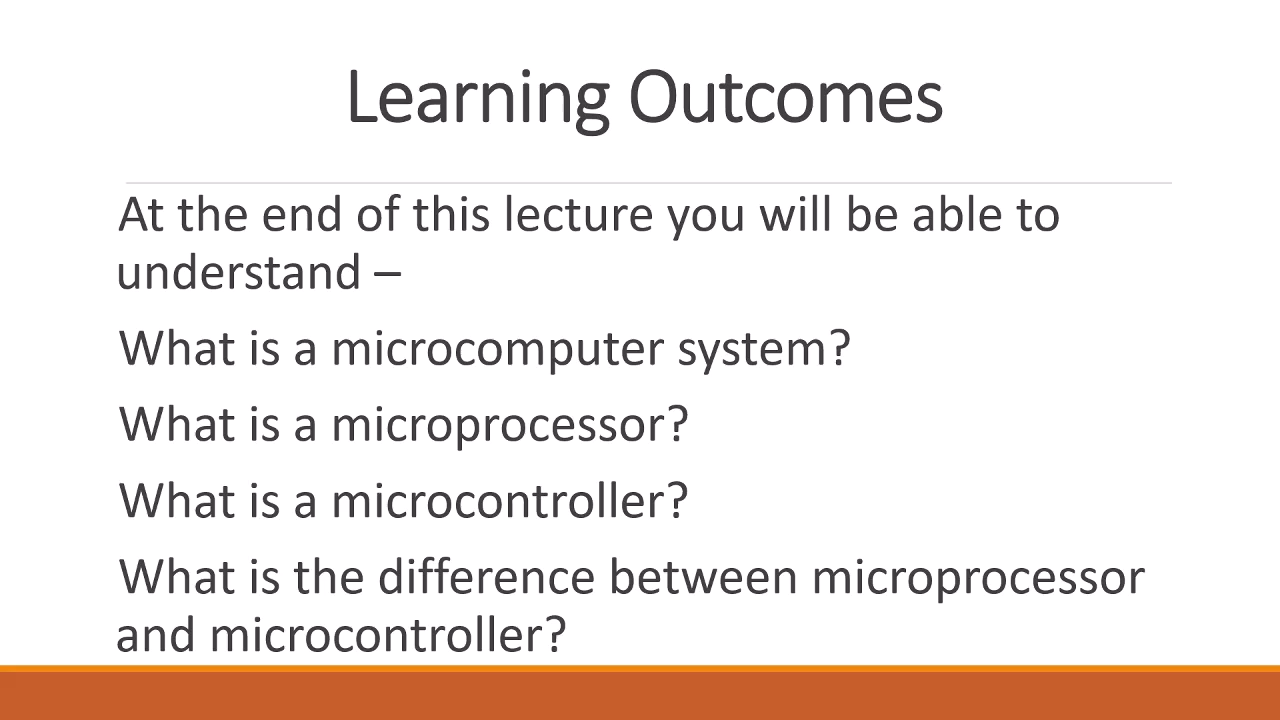 Learning Outcomes
At the end of this lecture you will be able to
understand –
What is a microcomputer system?
What is a microprocessor?
What is a microcontroller?
What is the difference between microprocessor
and microcontroller?